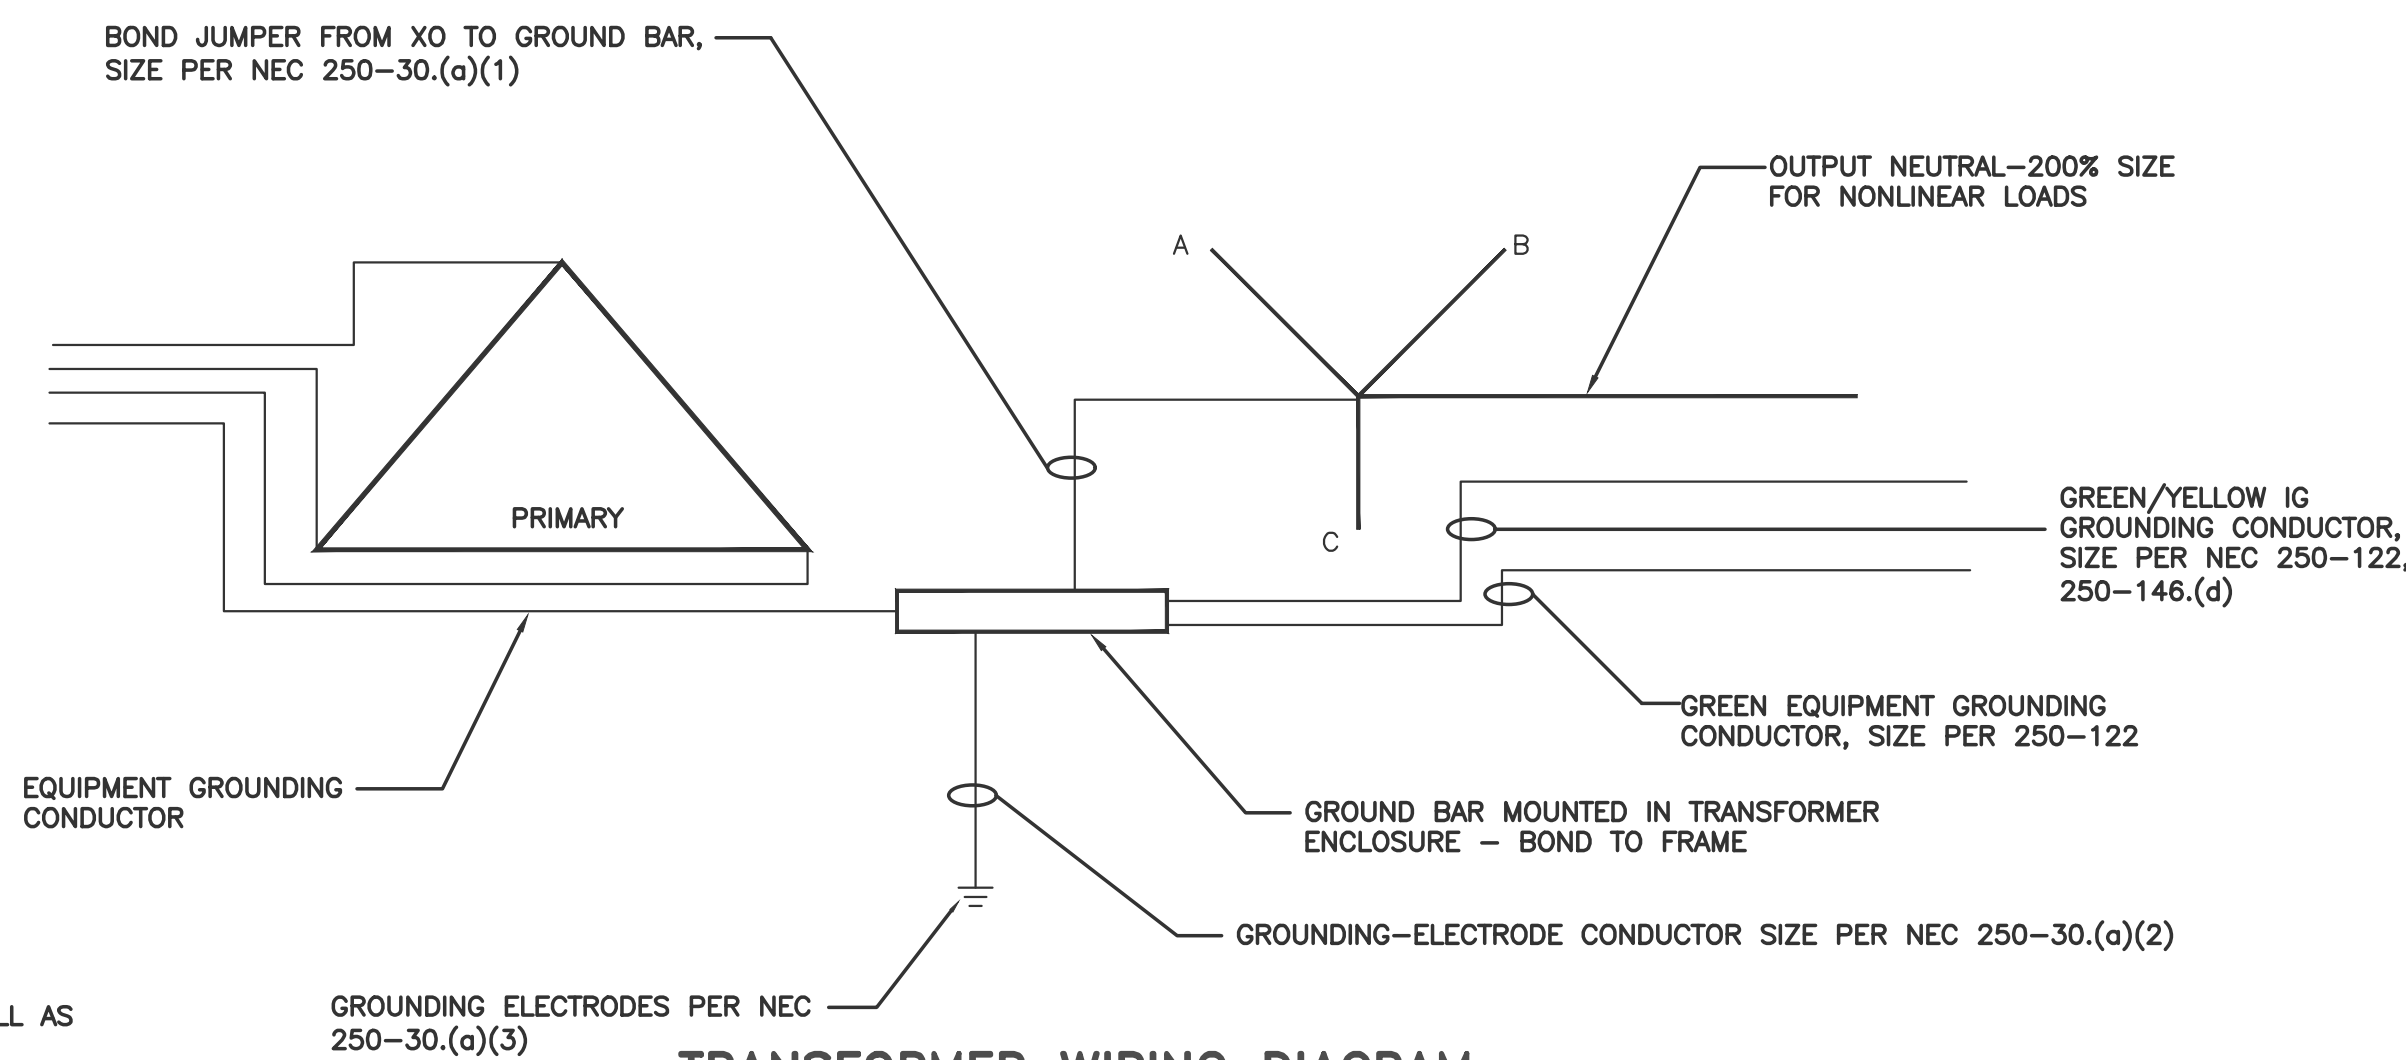 BOND JUMPER FROM XO TO GROUND BAR,
SIZE PER NEC 250-30.(a)(1)
OUTPUT NEUTRAL-200% SIZE
FOR NONLINEAR LOADS
A
B
C
PRIMARY
GREEN/YELLOW IG
GROUNDING CONDUCTOR,
SIZE PER NEC 250-122,
250-146.(d)
GREEN EQUIPMENT GROUNDING
CONDUCTOR, SIZE PER 250-122
EQUIPMENT GROUNDING
CONDUCTOR
GROUND BAR MOUNTED IN TRANSFORMER
ENCLOSURE - BOND TO FRAME
GROUNDING-ELECTRODE CONDUCTOR SIZE PER NEC 250-30.(a)(2)
GROUNDING ELECTRODES PER NEC
250-30.(a)(3)
AS
TRANSFORMER WIRING DIAGRAM